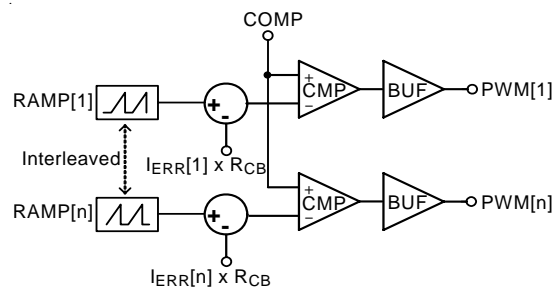 COMP
RAMP[1]
+
-
+
−
CMP
BUF
PWM[1]
Interleaved
IERR[1] x RCB
RAMP[n]
+
-
+
−
CMP
BUF
PWM[n]
IERR[n] x RCB